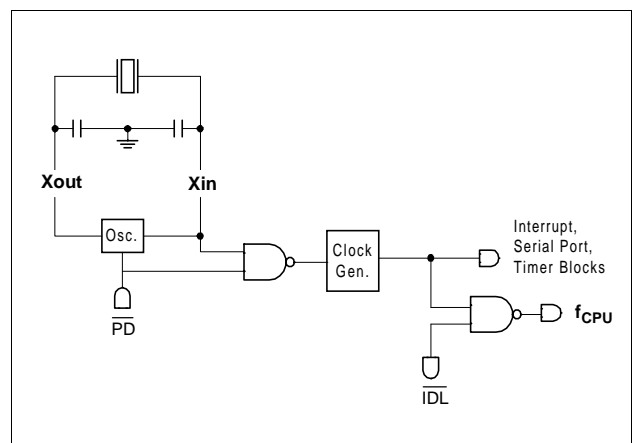 Xout
Xin
Osc.
PD
Clock
Gen.
Interrupt,
Serial Port,
Timer Blocks
fCPU
IDL